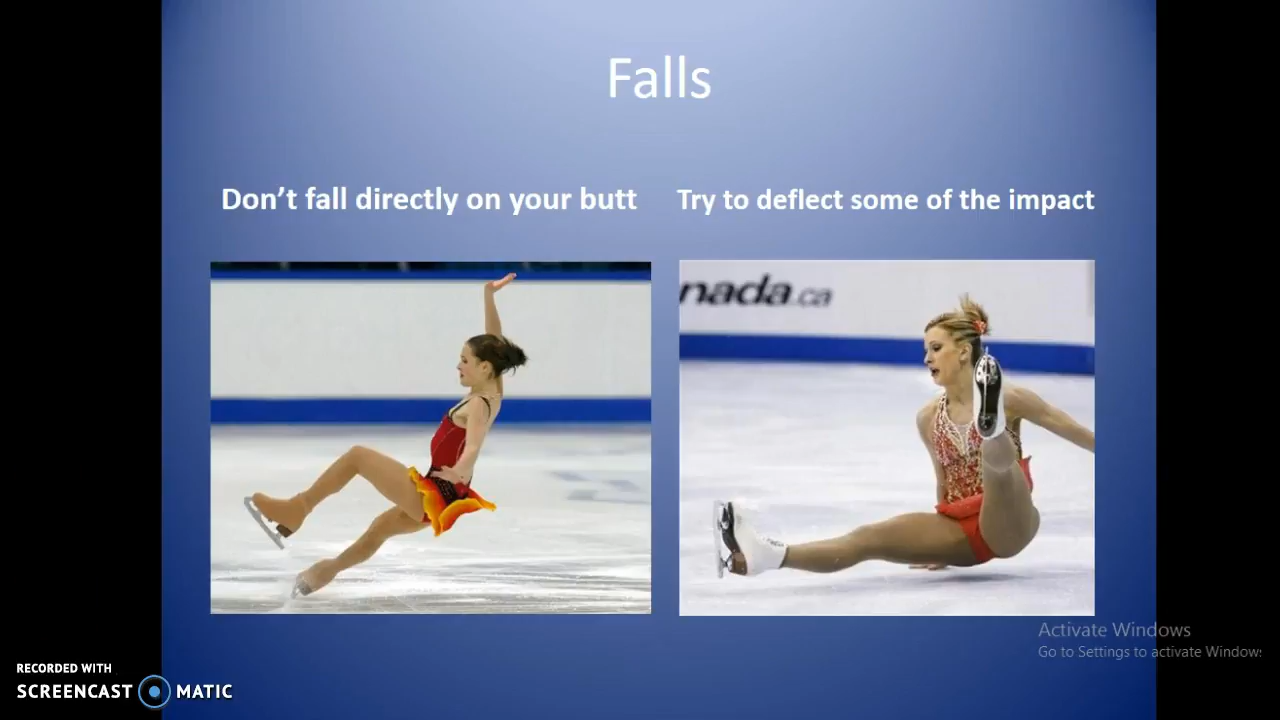 Falls
Don't fall directly on your butt
Try to deflect some of the impact
nada.ca
Activate Windows
Go to Settings to activate Windows
RECORDED WITH
SCREENCAST MATIC